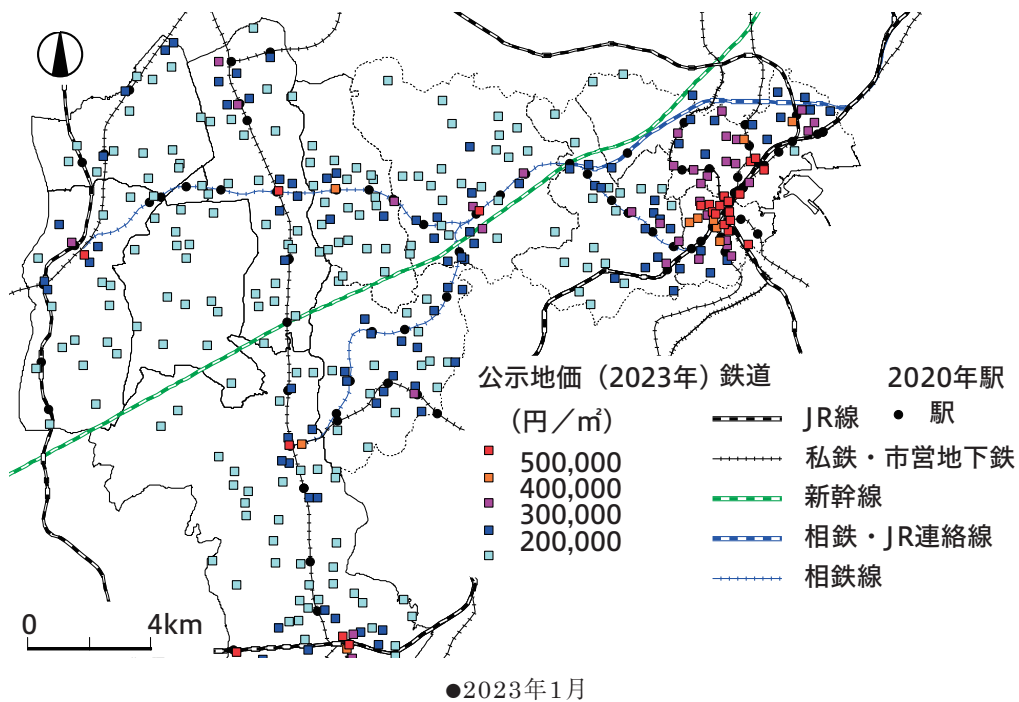 公示地価（2023年）
（円／㎡）
500,000
400,000
300,000
200,000
鉄道
JR線
私鉄・市営地下鉄
新幹線
相鉄・JR連絡線
相鉄線
2020年駅
駅
0 4km
●2023年1月